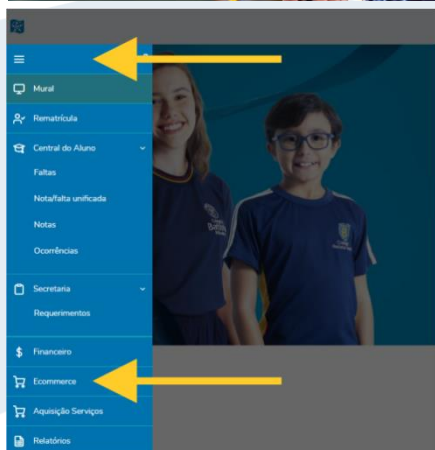 Mural
Rematrícula
Central do Aluno
Faltas
Nota/falta unificada
Notas
Ocorrências
Secretaria
Requerimentos
Financeiro
Ecommerce
Aquisição Serviços
Relatórios